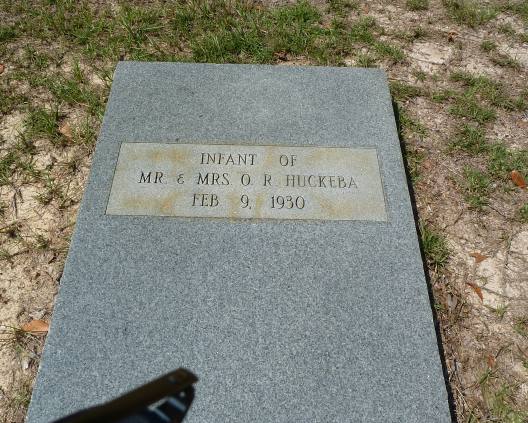 INFANT OF
MR. & MRS. O. R. HUCKEBA
FEB 9, 1930